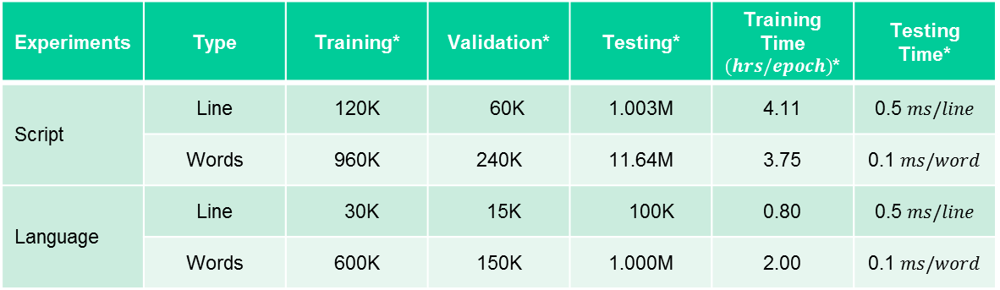 Experiments Type Training* Validation* Testing* Training Time (hrs/epoch)* Testing Time*
Script Line 120K 60K 1.003M 4.11 0.5 ms/line
Words 960K 240K 11.64M 3.75 0.1 ms/word
Language Line 30K 15K 100K 0.80 0.5 ms/line
Words 600K 150K 1.000M 2.00 0.1 ms/word